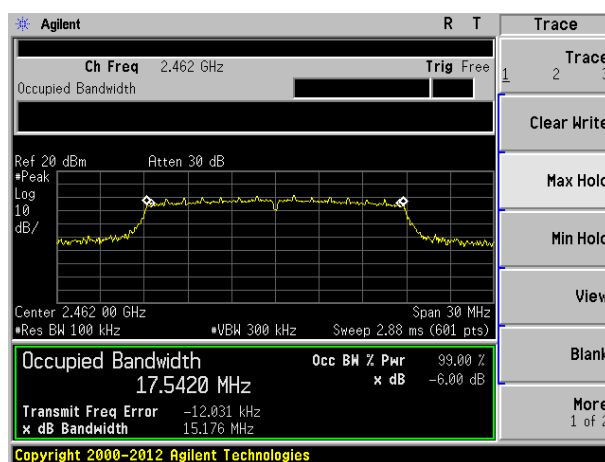 Agilent R T Trace
Ch Freq 2.462 GHz Trig Free
Occupied Bandwidth
Trace
1 2 3
Clear Write
Max Hold
Min Hold
View
Blank
More
1 of 2
Ref 20 dBm Atten 30 dB
#Peak
Log
10
dB/
Center 2.462 00 GHz Span 30 MHz
#Res BW 100 kHz #VBW 300 kHz Sweep 2.88 ms (601 pts)
Occupied Bandwidth Occ BW % Pwr 99.00 %
17.5420 MHz x dB -6.00 dB
Transmit Freq Error -12.031 kHz
x dB Bandwidth 15.176 MHz
Copyright 2000-2012 Agilent Technologies